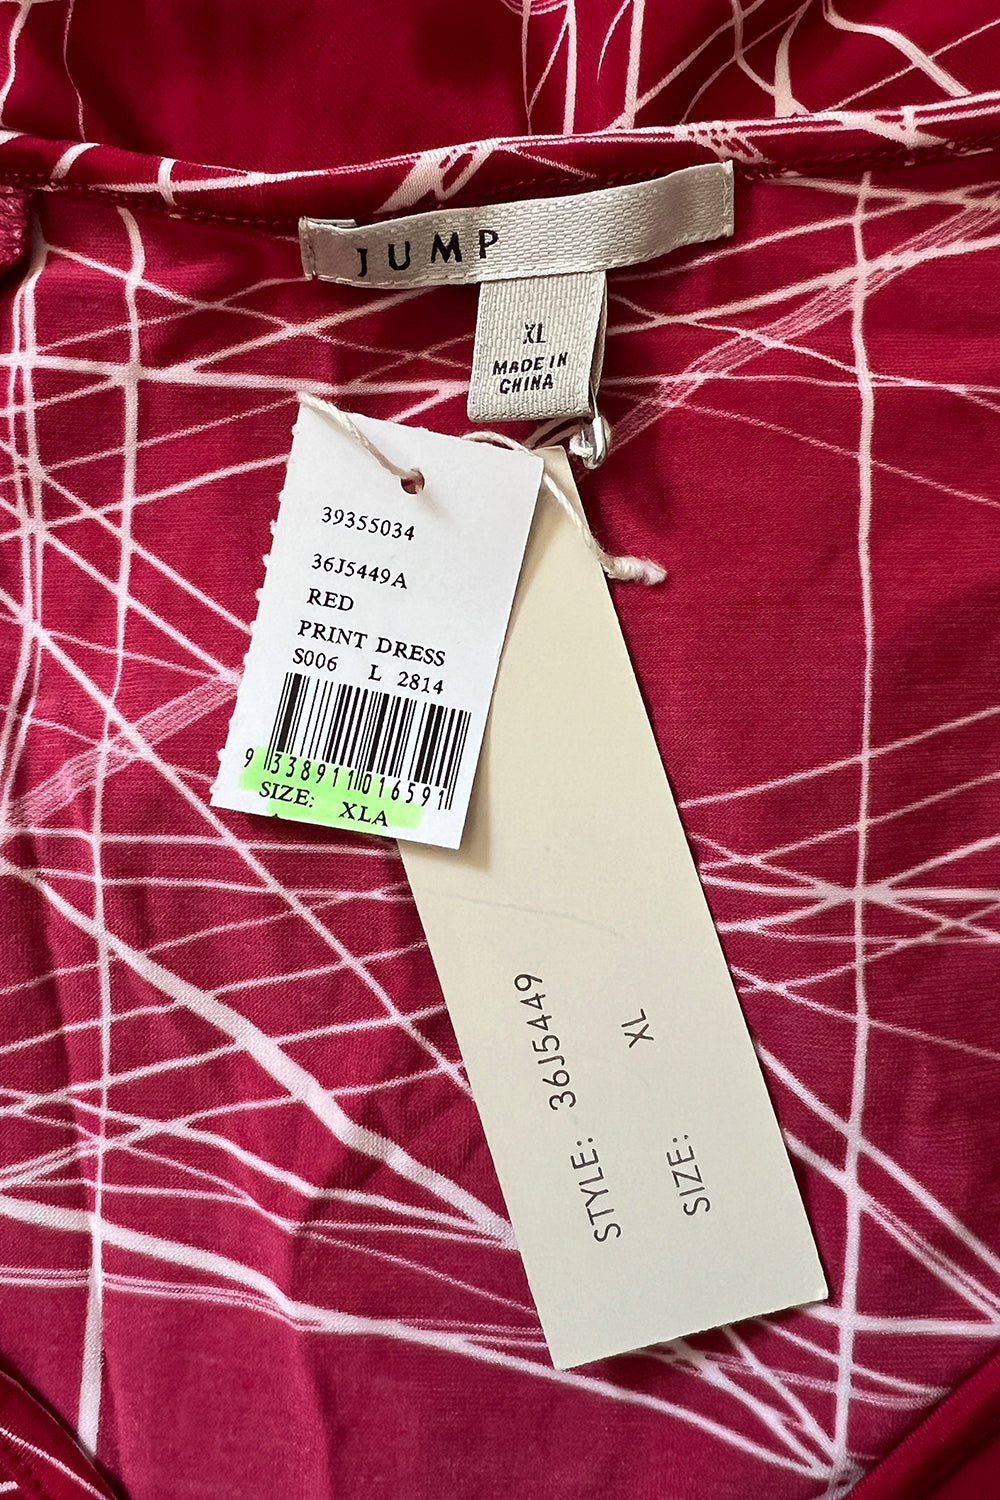 JUMP
XL
MADE IN
CHINA
39355034
36J5449A
RED
PRINT DRESS
S006 L 2814
9 338911 016591
SIZE: XLA
STYLE: 36J5449
SIZE: XL